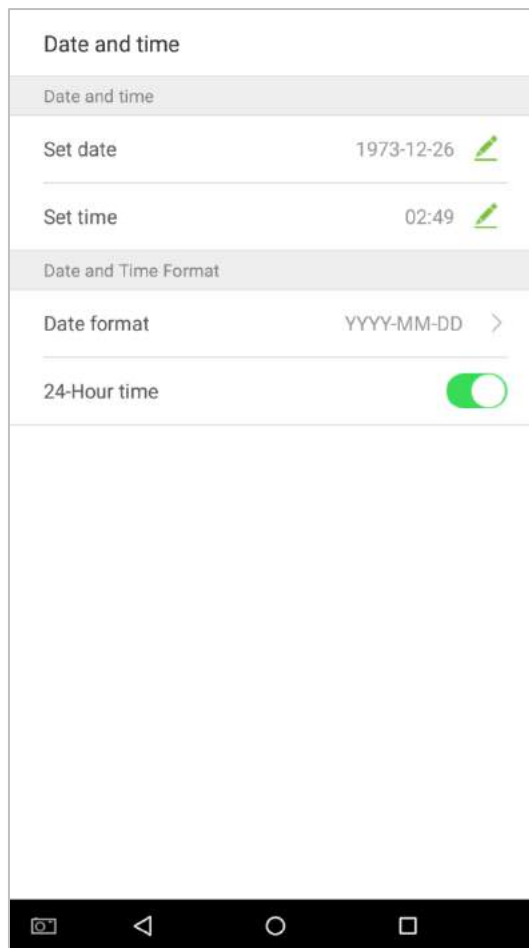 Date and time
Date and time
Set date 1973-12-26
Set time 02:49
Date and Time Format
Date format YYYY-MM-DD
24-Hour time